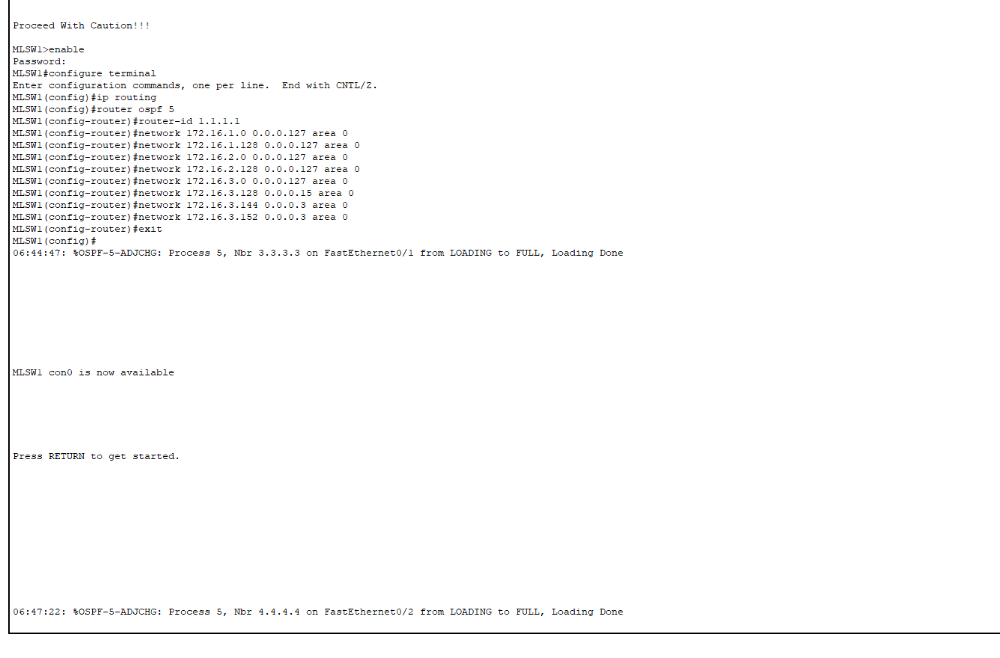 Proceed With Caution!!!
MLSW1>enable
Password:
MLSW1#configure terminal
Enter configuration commands, one per line.  End with CNTL/Z.
MLSW1(config)#ip routing
MLSW1(config)#router ospf 5
MLSW1(config-router)#router-id 1.1.1.1
MLSW1(config-router)#network 172.16.1.0 0.0.0.127 area 0
MLSW1(config-router)#network 172.16.1.128 0.0.0.127 area 0
MLSW1(config-router)#network 172.16.2.0 0.0.0.127 area 0
MLSW1(config-router)#network 172.16.2.128 0.0.0.127 area 0
MLSW1(config-router)#network 172.16.3.0 0.0.0.127 area 0
MLSW1(config-router)#network 172.16.3.128 0.0.0.15 area 0
MLSW1(config-router)#network 172.16.3.144 0.0.0.3 area 0
MLSW1(config-router)#network 172.16.3.152 0.0.0.3 area 0
MLSW1(config-router)#exit
MLSW1(config)#
06:44:47: %OSPF-5-ADJCHG: Process 5, Nbr 3.3.3.3 on FastEthernet0/1 from LOADING to FULL, Loading Done
MLSW1 con0 is now available
Press RETURN to get started.
06:47:22: %OSPF-5-ADJCHG: Process 5, Nbr 4.4.4.4 on FastEthernet0/2 from LOADING to FULL, Loading Done